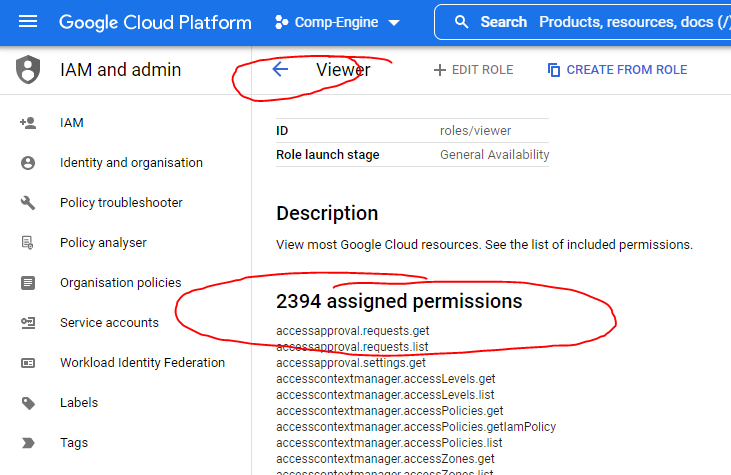 Google Cloud Platform
Comp-Engine
Search Products, resources, docs (/)
IAM and admin
Viewer
EDIT ROLE
CREATE FROM ROLE
IAM
Identity and organisation
Policy troubleshooter
Policy analyser
Organisation policies
Service accounts
Workload Identity Federation
Labels
Tags
ID roles/viewer
Role launch stage General Availability
Description
View most Google Cloud resources. See the list of included permissions.
2394 assigned permissions
accessapproval.requests.get
accessapproval.requests.list
accessapproval.settings.get
accesscontextmanager.accessLevels.get
accesscontextmanager.accessLevels.list
accesscontextmanager.accessPolicies.get
accesscontextmanager.accessPolicies.getIamPolicy
accesscontextmanager.accessPolicies.list
accesscontextmanager.accessZones.get
accesscontextmanager.accessZones.list